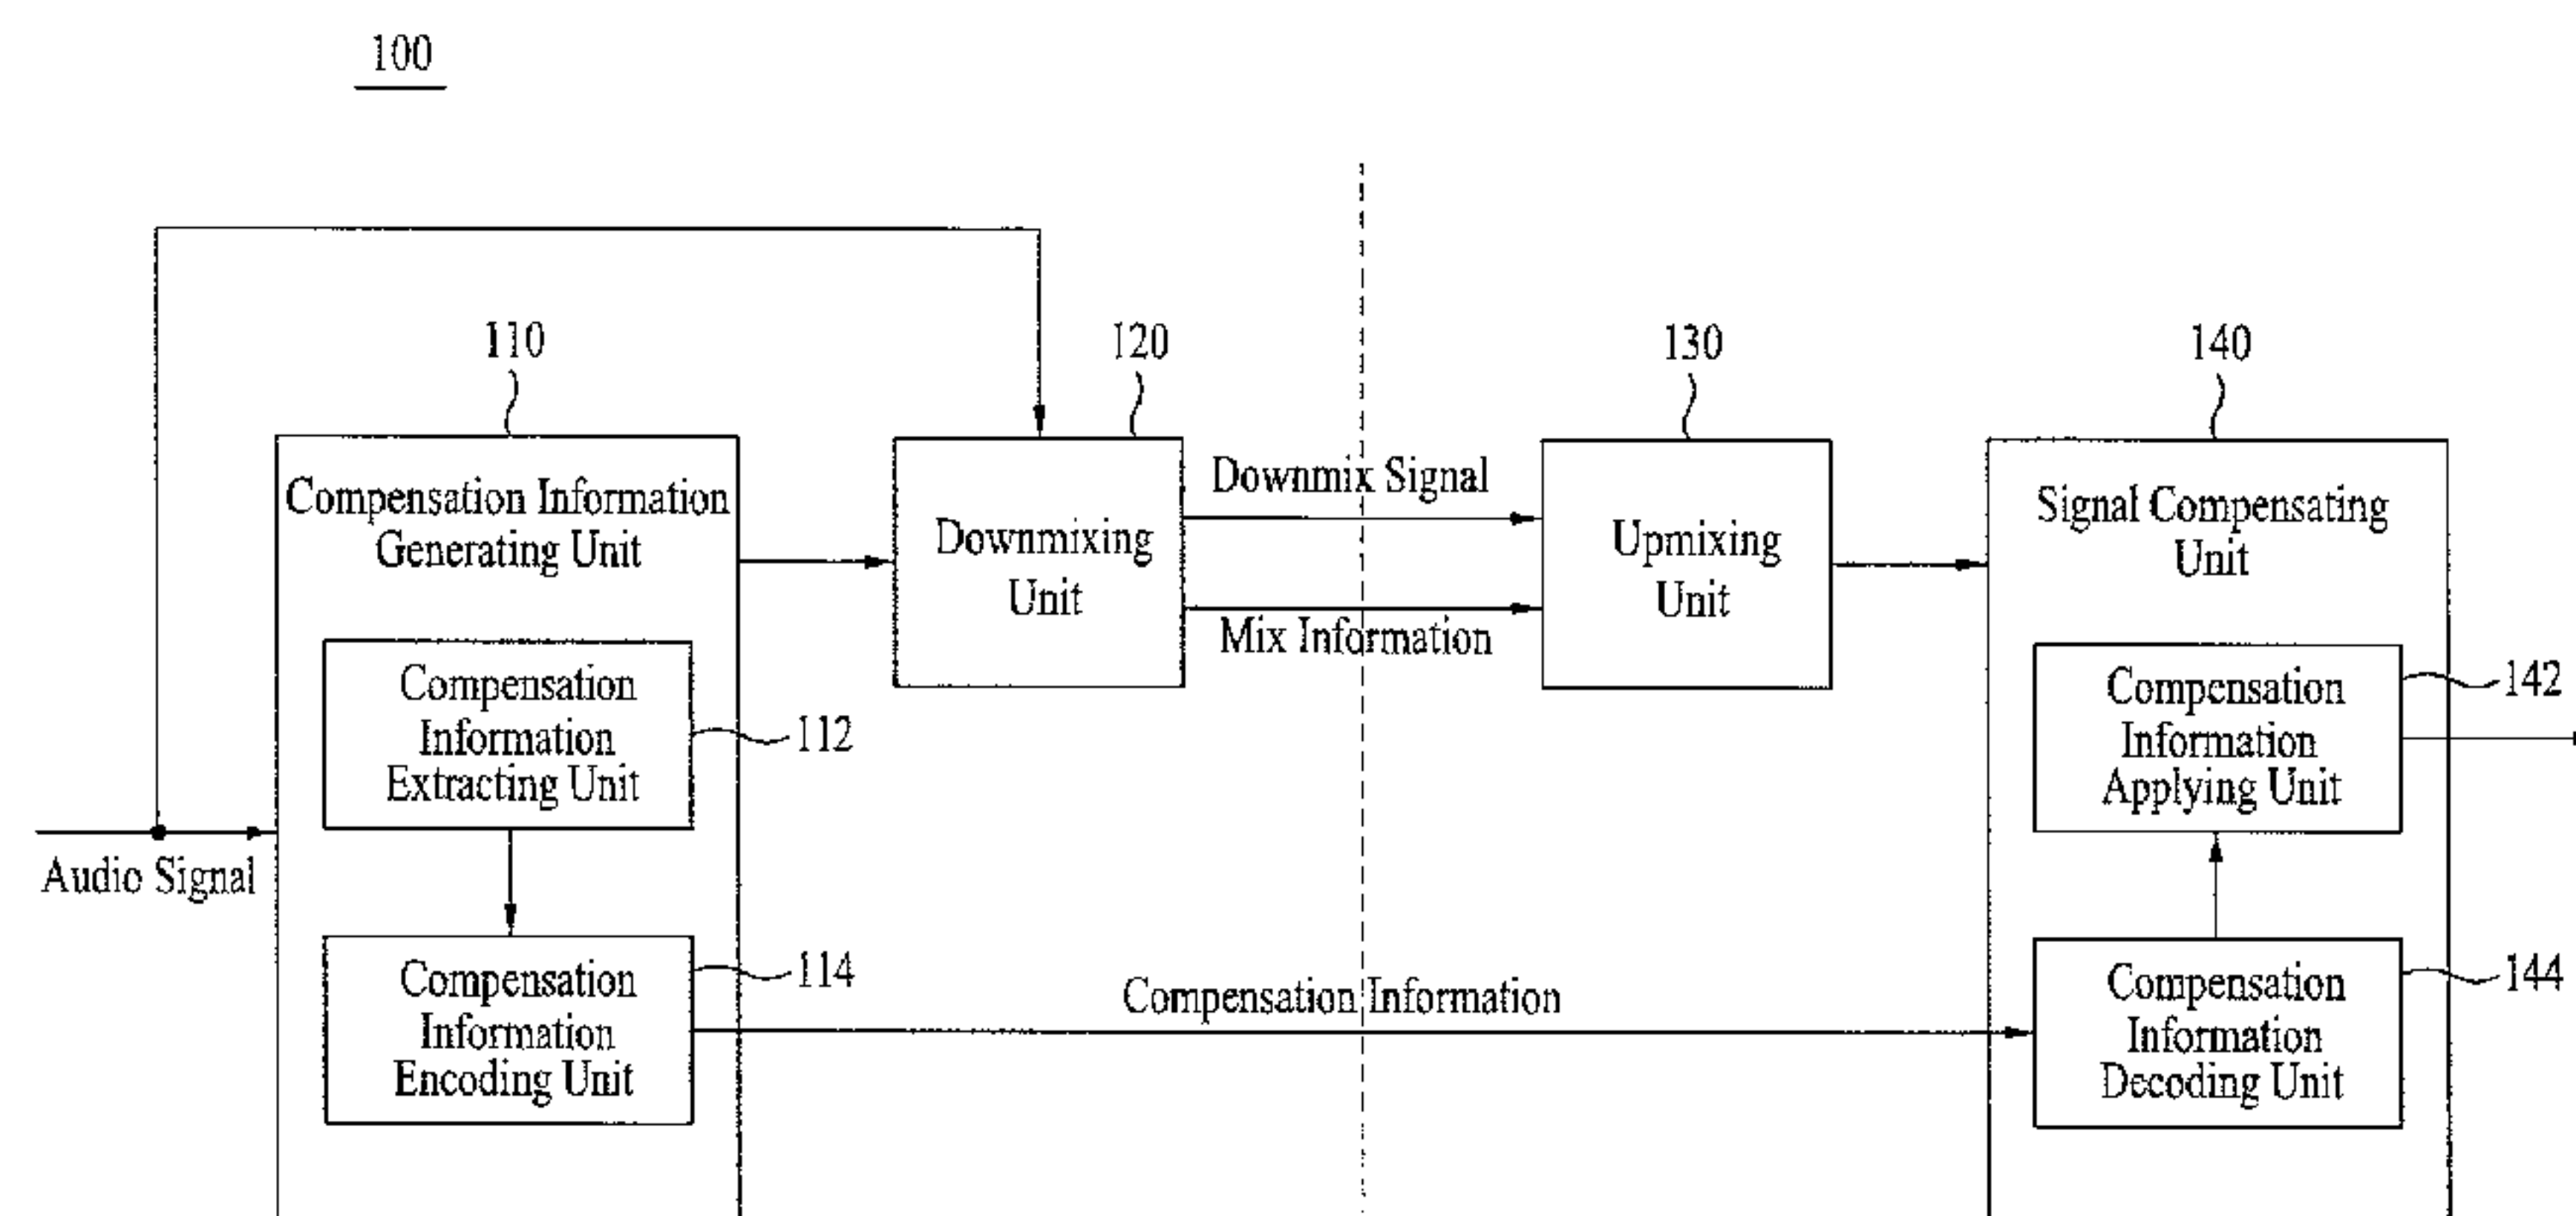 100
110
120
130
140
Compensation Information
Generating Unit
Downmixing
Unit
Downmix Signal
Mix Information
Upmixing
Unit
Signal Compensating
Unit
Compensation
Information
Extracting Unit
112
Compensation
Information
Applying Unit
142
Audio Signal
Compensation
Information
Encoding Unit
114
Compensation Information
Compensation
Information
Decoding Unit
144